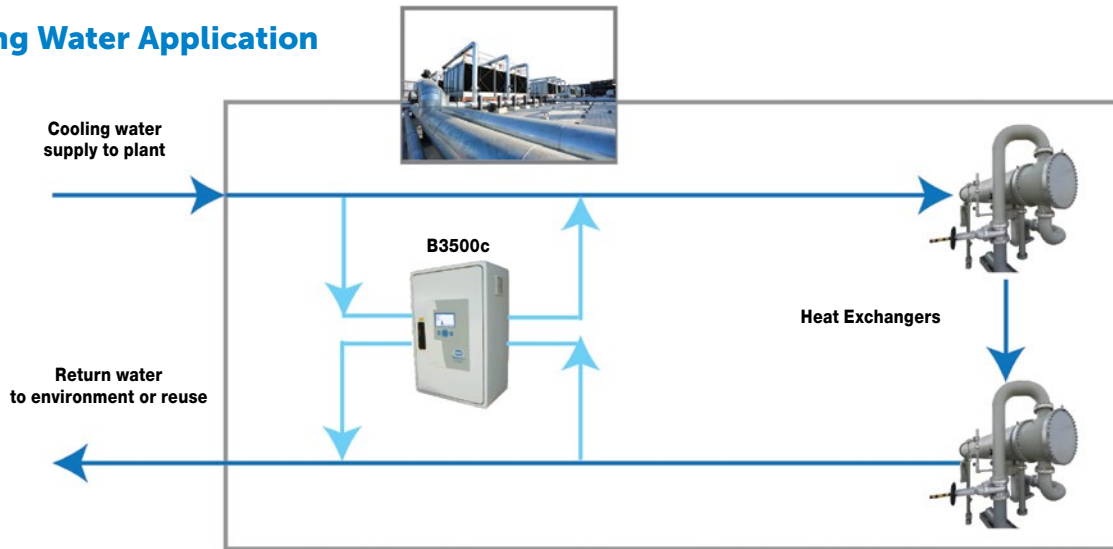 ng Water Application
Cooling water
supply to plant
B3500c
Heat Exchangers
Return water
to environment or reuse